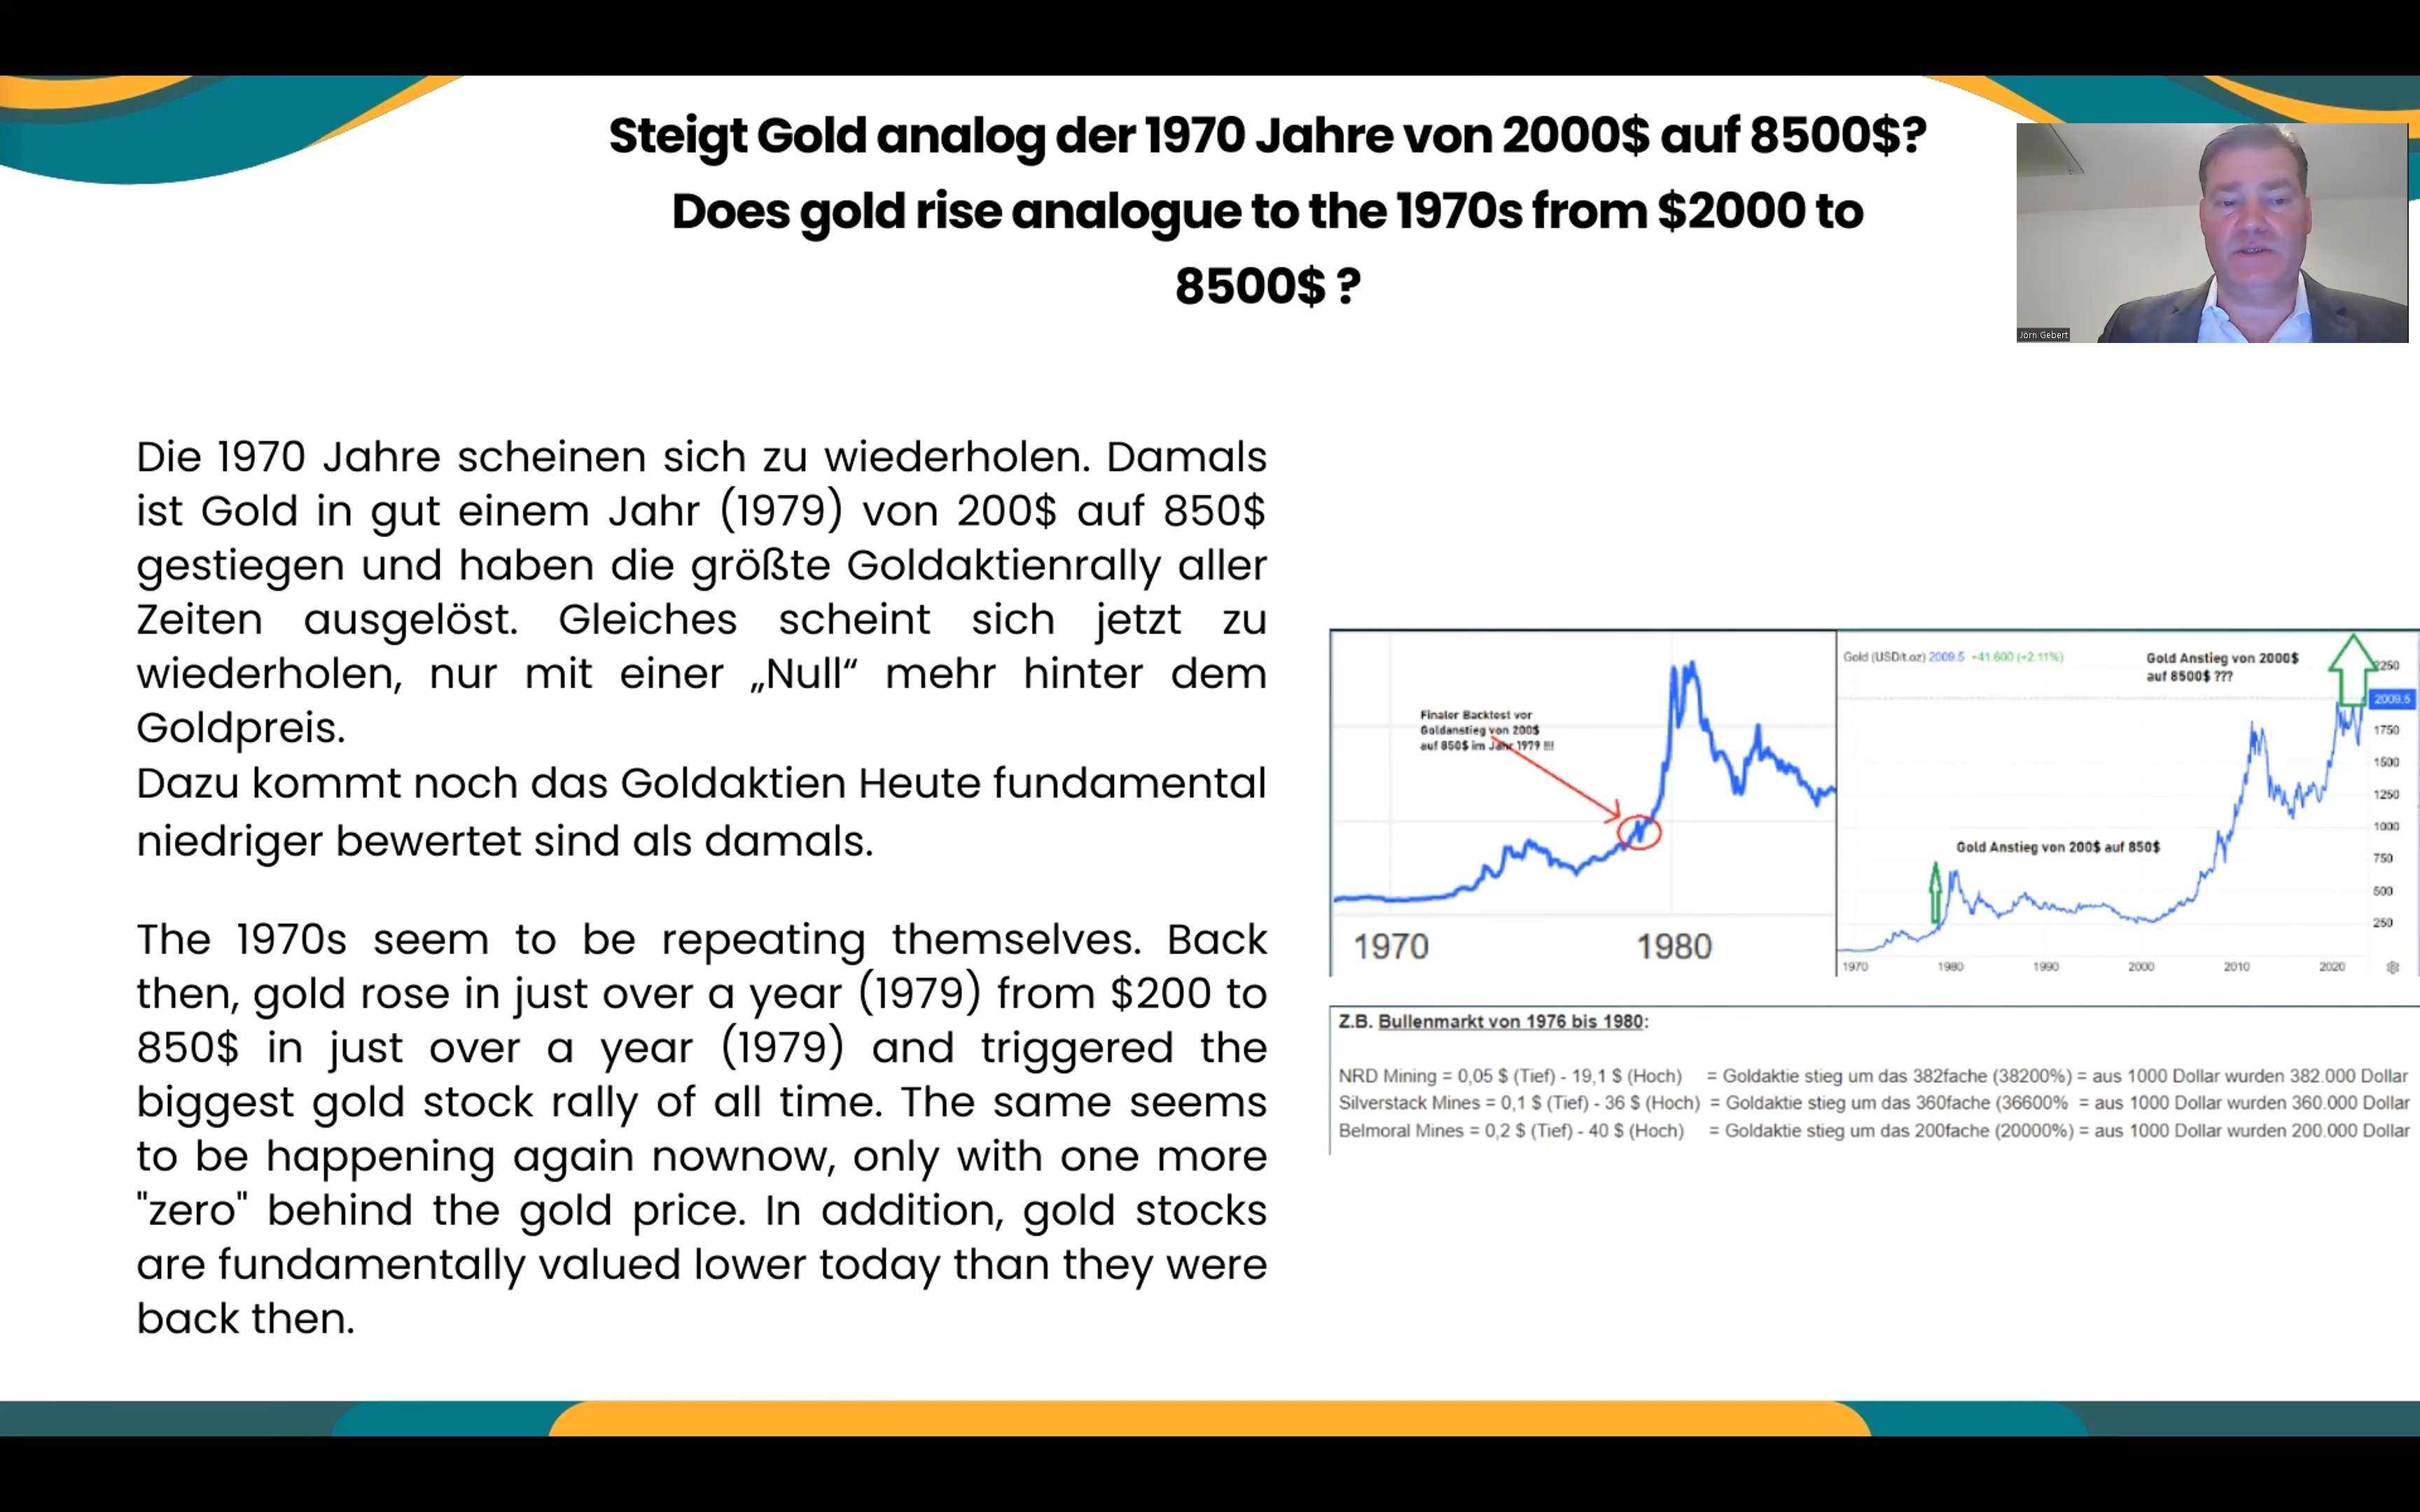 Steigt Gold analog der 1970 Jahre von 2000$ auf 8500$?
Does gold rise analogue to the 1970s from $2000 to
8500$ ?
Jörn Gebert
Die 1970 Jahre scheinen sich zu wiederholen. Damals
ist Gold in gut einem Jahr (1979) von 200$ auf 850$
gestiegen und haben die größte Goldaktienrally aller
Zeiten ausgelöst. Gleiches scheint sich jetzt zu
wiederholen, nur mit einer „Null“ mehr hinter dem
Goldpreis.
Dazu kommt noch das Goldaktien Heute fundamental
niedriger bewertet sind als damals.
The 1970s seem to be repeating themselves. Back
then, gold rose in just over a year (1979) from $200 to
850$ in just over a year (1979) and triggered the
biggest gold stock rally of all time. The same seems
to be happening again nownow, only with one more
"zero" behind the gold price. In addition, gold stocks
are fundamentally valued lower today than they were
back then.
Finaler Backtest vor
Goldanstieg von 200$
auf 850$ im Jahr 1979 !!!
1970 1980
Gold (USD/t.oz) 2009.5 +41.600 (+2.11%)
Gold Anstieg von 2000$
auf 8500$ ???
Gold Anstieg von 200$ auf 850$
2250
2009.5
1750
1500
1250
1000
750
500
250
1970 1980 1990 2000 2010 2020
Z.B. Bullenmarkt von 1976 bis 1980:
NRD Mining = 0,05 $ (Tief) - 19,1 $ (Hoch) = Goldaktie stieg um das 382fache (38200%) = aus 1000 Dollar wurden 382.000 Dollar
Silverstack Mines = 0,1 $ (Tief) - 36 $ (Hoch) = Goldaktie stieg um das 360fache (36600% = aus 1000 Dollar wurden 360.000 Dollar
Belmoral Mines = 0,2 $ (Tief) - 40 $ (Hoch) = Goldaktie stieg um das 200fache (20000%) = aus 1000 Dollar wurden 200.000 Dollar